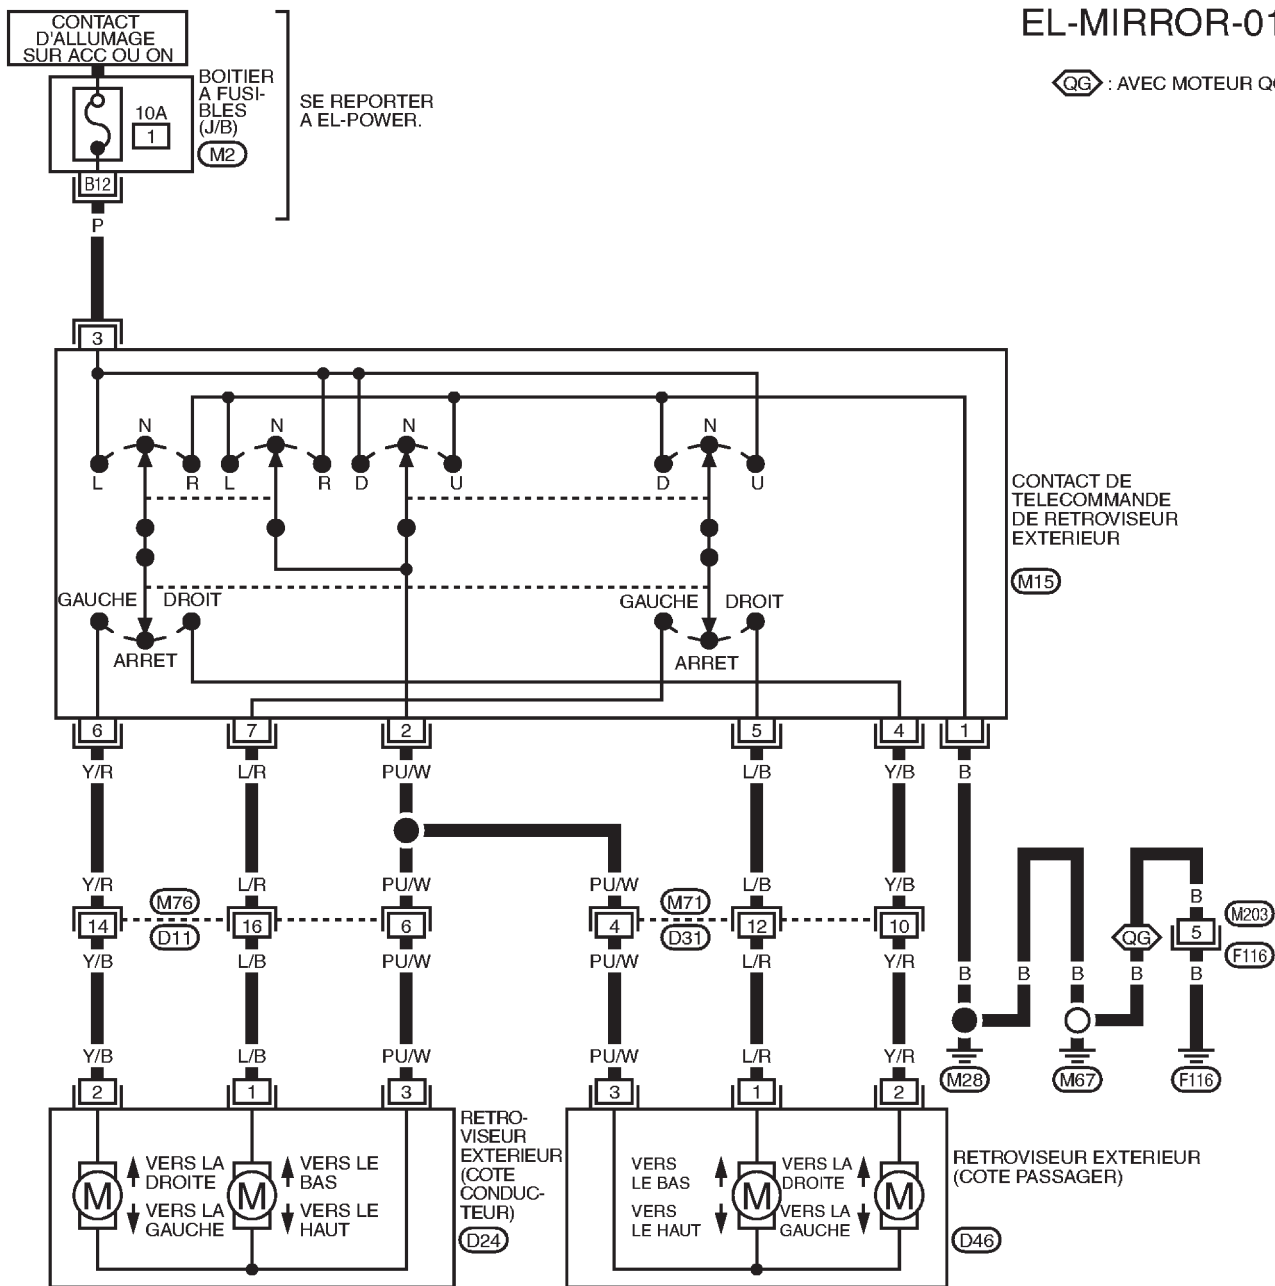 EL-MIRROR-01
QG : AVEC MOTEUR QG
CONTACT
D'ALLUMAGE
SUR ACC OU ON
10A
1
BOITIER
A FUSI-
BLES
(J/B)
M2
SE REPORTER
A EL-POWER.
B12
P
3
N N N N
L R L R D U D U
CONTACT DE
TELECOMMANDE
DE RETROVISEUR
EXTERIEUR
M15
GAUCHE DROIT GAUCHE DROIT
ARRET ARRET
6 7 2 5 4 1
Y/R L/R PU/W L/B Y/B B
Y/R L/R PU/W PU/W L/B Y/B B
M76 M71 M203
14 16 6 4 12 10 QG 5
D11 D31 F116
Y/B L/B PU/W PU/W L/R Y/R B B B B B
Y/B L/B PU/W PU/W L/R Y/R
M28 M67 F116
2 1 3 3 1 2
M VERS LA
DROITE
VERS LA
GAUCHE
M VERS LE
BAS
VERS LE
HAUT
RETRO-
VISEUR
EXTERIEUR
(COTE
CONDUC-
TEUR)
D24
VERS
LE BAS
VERS
LE HAUT
M VERS LA
DROITE
VERS LA
GAUCHE
M
RETROVISEUR EXTERIEUR
(COTE PASSAGER)
D46